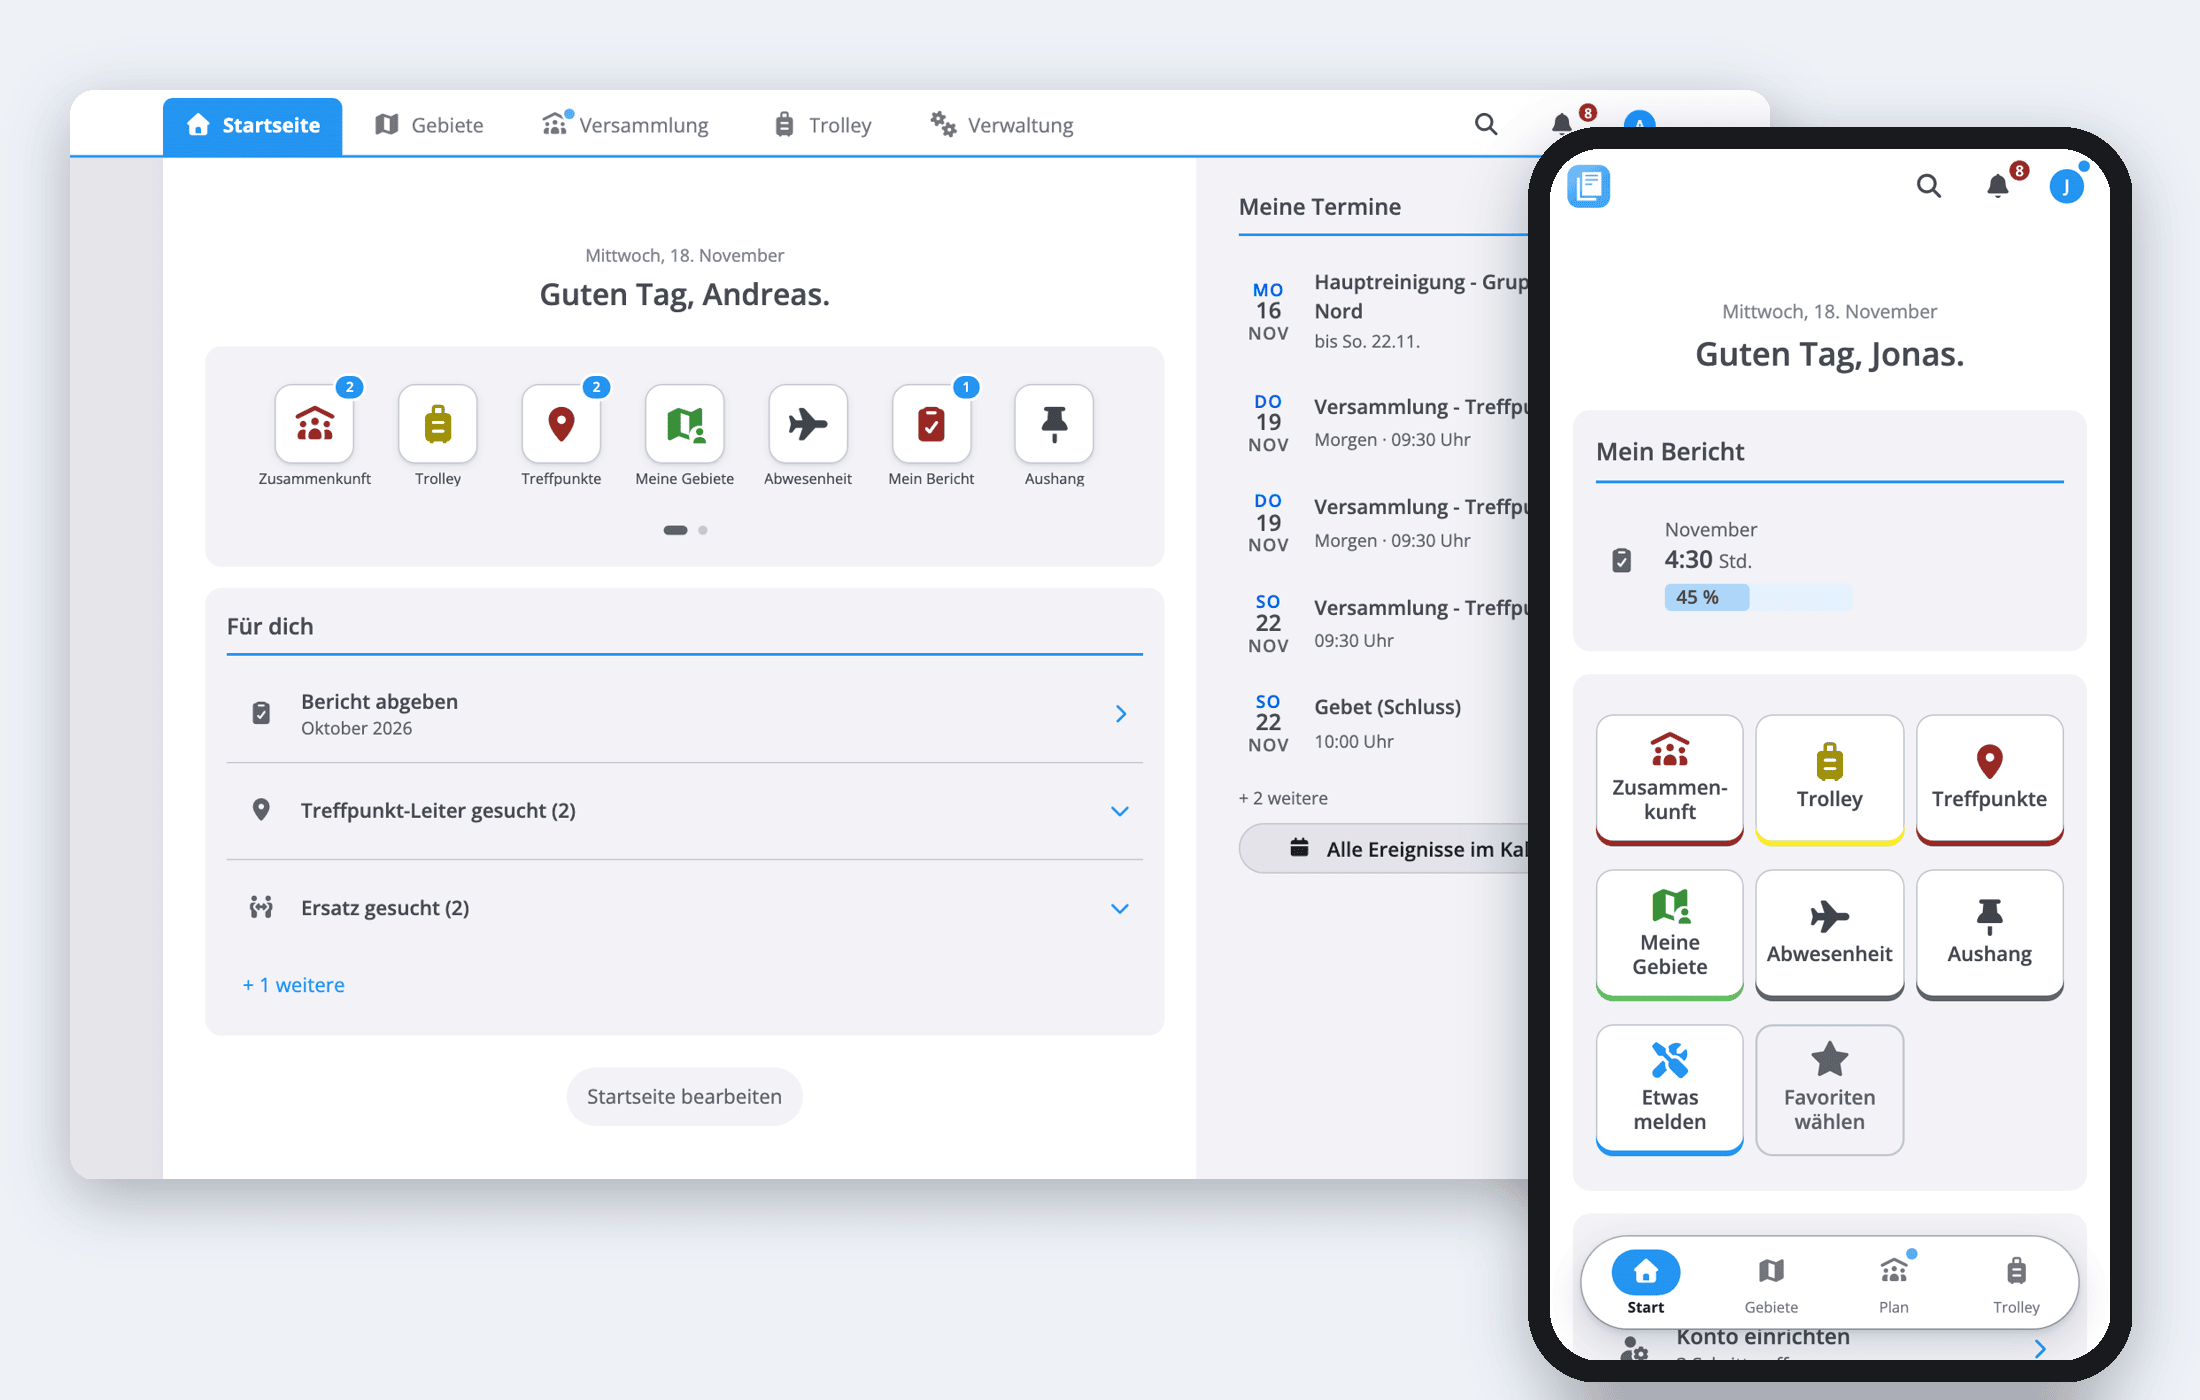 Startseite
Gebiete
Versammlung
Trolley
Verwaltung
8
A
Mittwoch, 18. November
Guten Tag, Andreas.
2
2
1
Zusammenkunft
Trolley
Treffpunkte
Meine Gebiete
Abwesenheit
Mein Bericht
Aushang
Für dich
Bericht abgeben
Oktober 2026
Treffpunkt-Leiter gesucht (2)
Ersatz gesucht (2)
+ 1 weitere
Startseite bearbeiten
Meine Termine
MO
16
NOV
Hauptreinigung - Grup
Nord
bis So. 22.11.
DO
19
NOV
Versammlung - Treffpu
Morgen · 09:30 Uhr
DO
19
NOV
Versammlung - Treffpu
Morgen · 09:30 Uhr
SO
22
NOV
Versammlung - Treffpu
09:30 Uhr
SO
22
NOV
Gebet (Schluss)
10:00 Uhr
+ 2 weitere
Alle Ereignisse im Kal
8
J
Mittwoch, 18. November
Guten Tag, Jonas.
Mein Bericht
November
4:30 Std.
45 %
Zusammen-
kunft
Trolley
Treffpunkte
Meine
Gebiete
Abwesenheit
Aushang
Etwas
melden
Favoriten
wählen
Start
Gebiete
Plan
Trolley
Konto einrichten